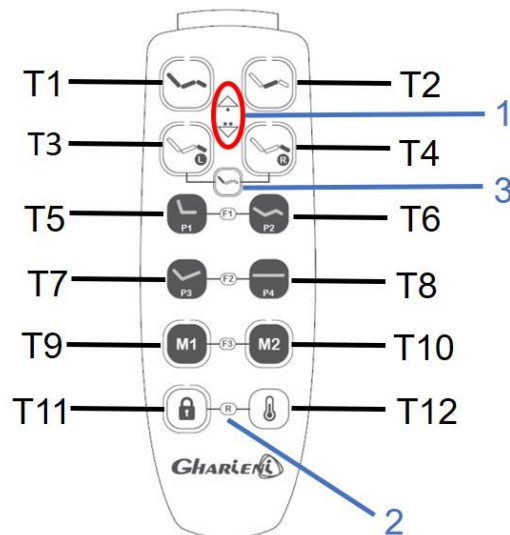 T1 T2
1
T3 L R T4
3
T5 P1 F1 P2 T6
T7 P3 F2 P4 T8
T9 M1 F3 M2 T10
T11 R T12
GHARIENI
2